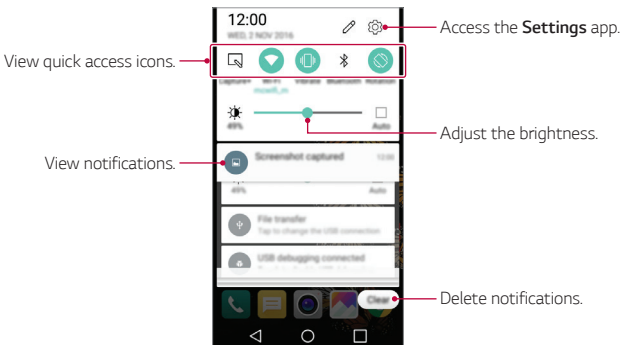 12:00
WED, 2 NOV 2016
Access the Settings app.
View quick access icons.
Capture+ Wi-Fi Vibrate Bluetooth Rotation
49% Auto
Adjust the brightness.
View notifications.
Screenshot captured 12:00
49% Auto
File transfer
Tap to change the USB connection
USB debugging connected
Clear
Delete notifications.